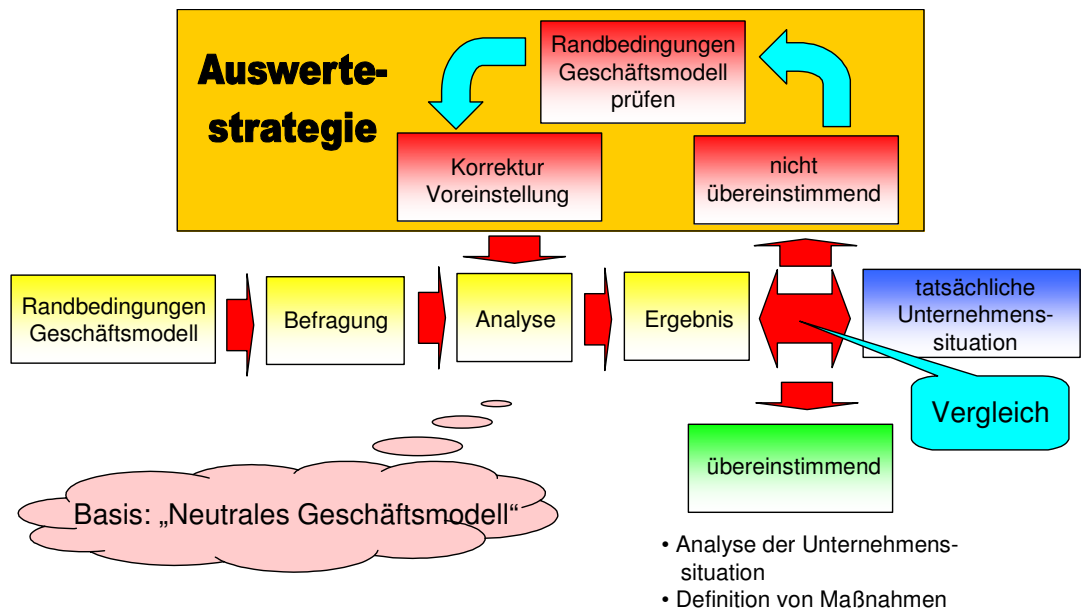 Auswerte-
strategie
Randbedingungen
Geschäftsmodell
prüfen
Korrektur
Voreinstellung
nicht
übereinstimmend
Randbedingungen
Geschäftsmodell
Befragung
Analyse
Ergebnis
tatsächliche
Unternehmens-
situation
Vergleich
übereinstimmend
Basis: „Neutrales Geschäftsmodell“
• Analyse der Unternehmens-
situation
• Definition von Maßnahmen